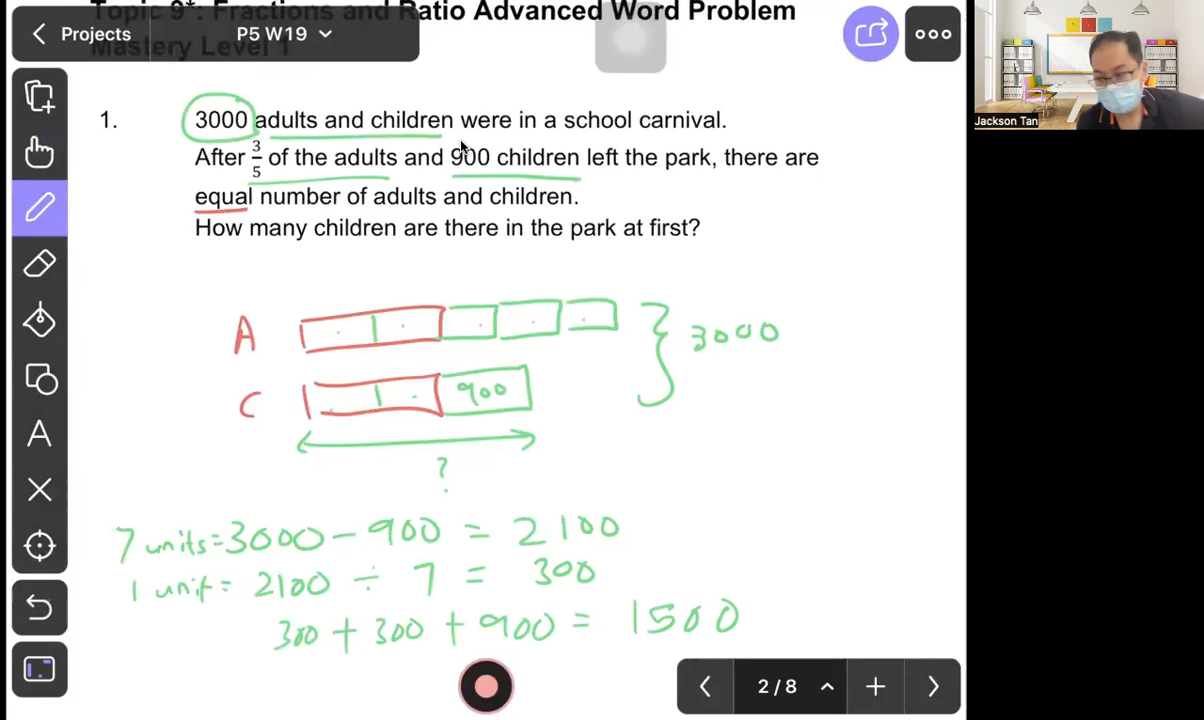 Topic 9*: Fractions and Ratio Advanced Word Problem
Mastery Level 1
Projects
P5 W19
1. 3000 adults and children were in a school carnival.
After 3/5 of the adults and 900 children left the park, there are
equal number of adults and children.
How many children are there in the park at first?
A
3000
C
900
?
7 units = 3000 - 900 = 2100
1 unit = 2100 ÷ 7 = 300
300 + 300 + 900 = 1500
2 / 8
Jackson Tan
A